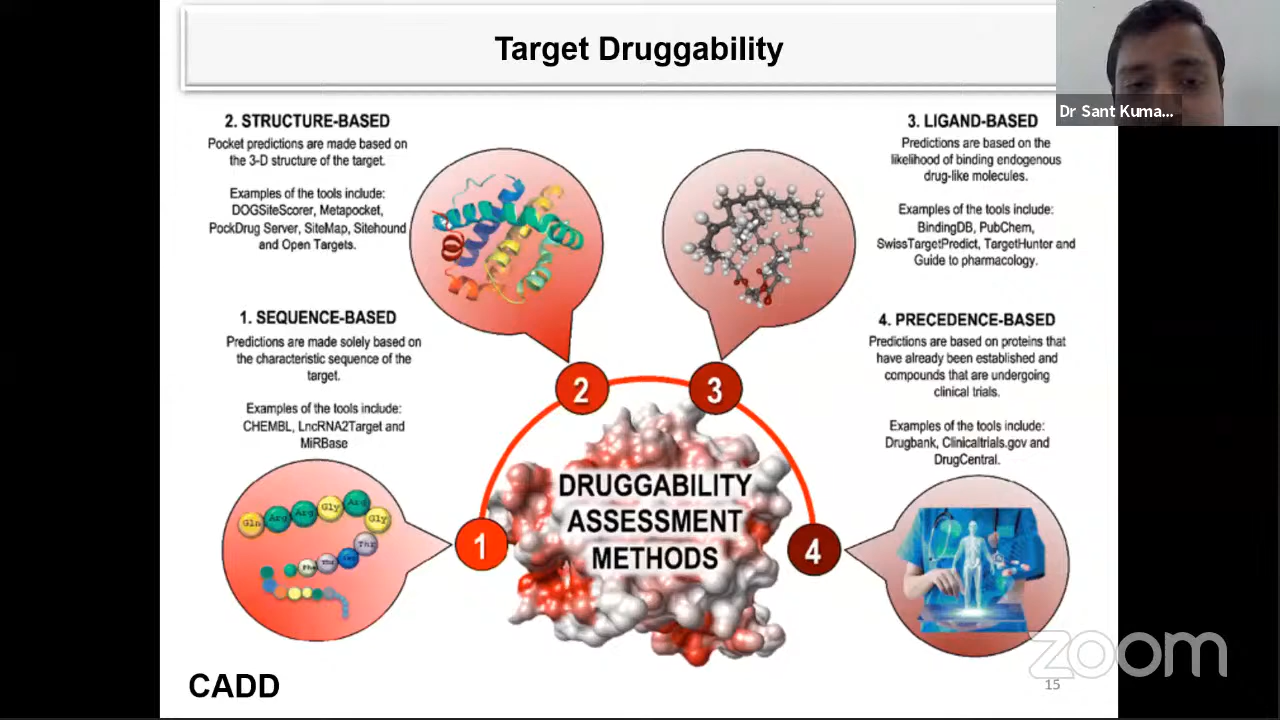 Target Druggability
Dr Sant Kuma...
2. STRUCTURE-BASED
Pocket predictions are made based on
the 3-D structure of the target.
Examples of the tools include:
DOGSiteScorer, Metapocket,
PockDrug Server, SiteMap, Sitehound
and Open Targets.
3. LIGAND-BASED
Predictions are based on the
likelihood of binding endogenous
drug-like molecules.
Examples of the tools include:
BindingDB, PubChem,
SwissTargetPredict, TargetHunter and
Guide to pharmacology.
1. SEQUENCE-BASED
Predictions are made solely based on
the characteristic sequence of the
target.
Examples of the tools include:
CHEMBL, LncRNA2Target and
MiRBase
4. PRECEDENCE-BASED
Predictions are based on proteins that
have already been established and
compounds that are undergoing
clinical trials.
Examples of the tools include:
Drugbank, Clinicaltrials.gov and
DrugCentral.
2
3
1
4
DRUGGABILITY
ASSESSMENT
METHODS
Gln Arg Arg Gly Arg
Gly
Thr
Phe
CADD
zoom
15